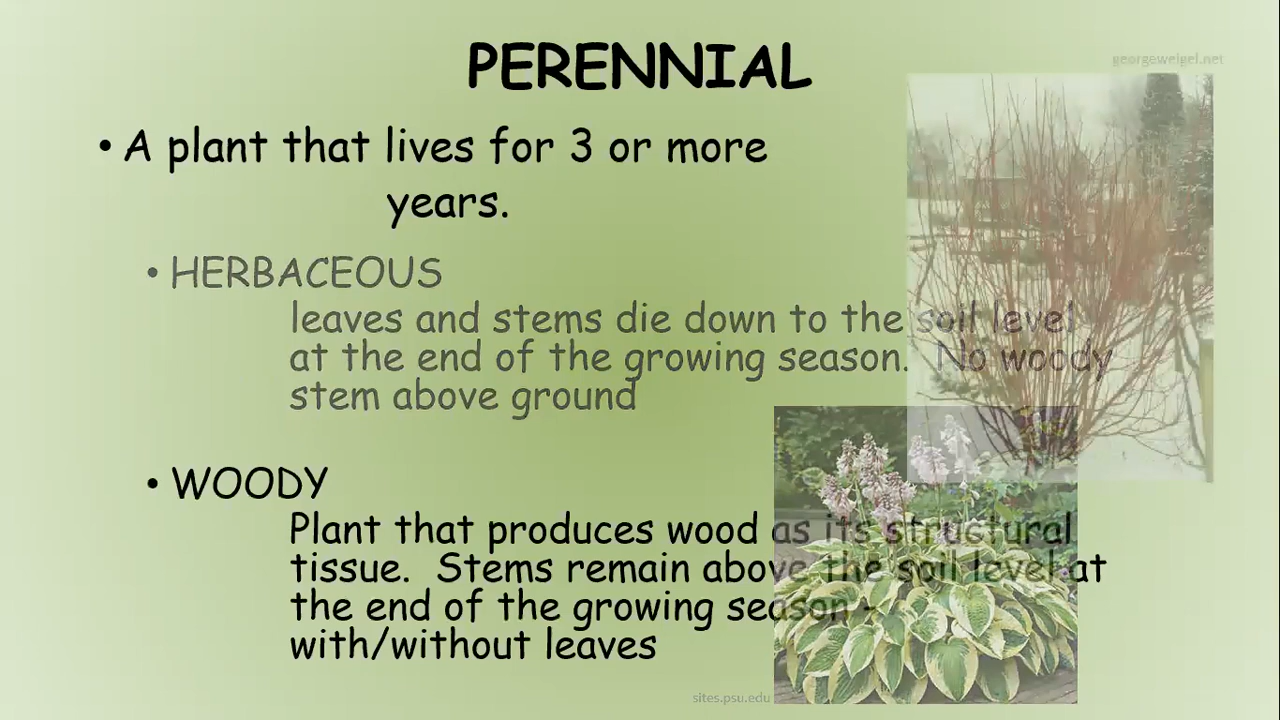 PERENNIAL
georgeweigel.net
• A plant that lives for 3 or more
years.
• HERBACEOUS
leaves and stems die down to the soil level
at the end of the growing season. No woody
stem above ground
• WOODY
Plant that produces wood as its structural
tissue. Stems remain above the soil level at
the end of the growing season -
with/without leaves
sites.psu.edu